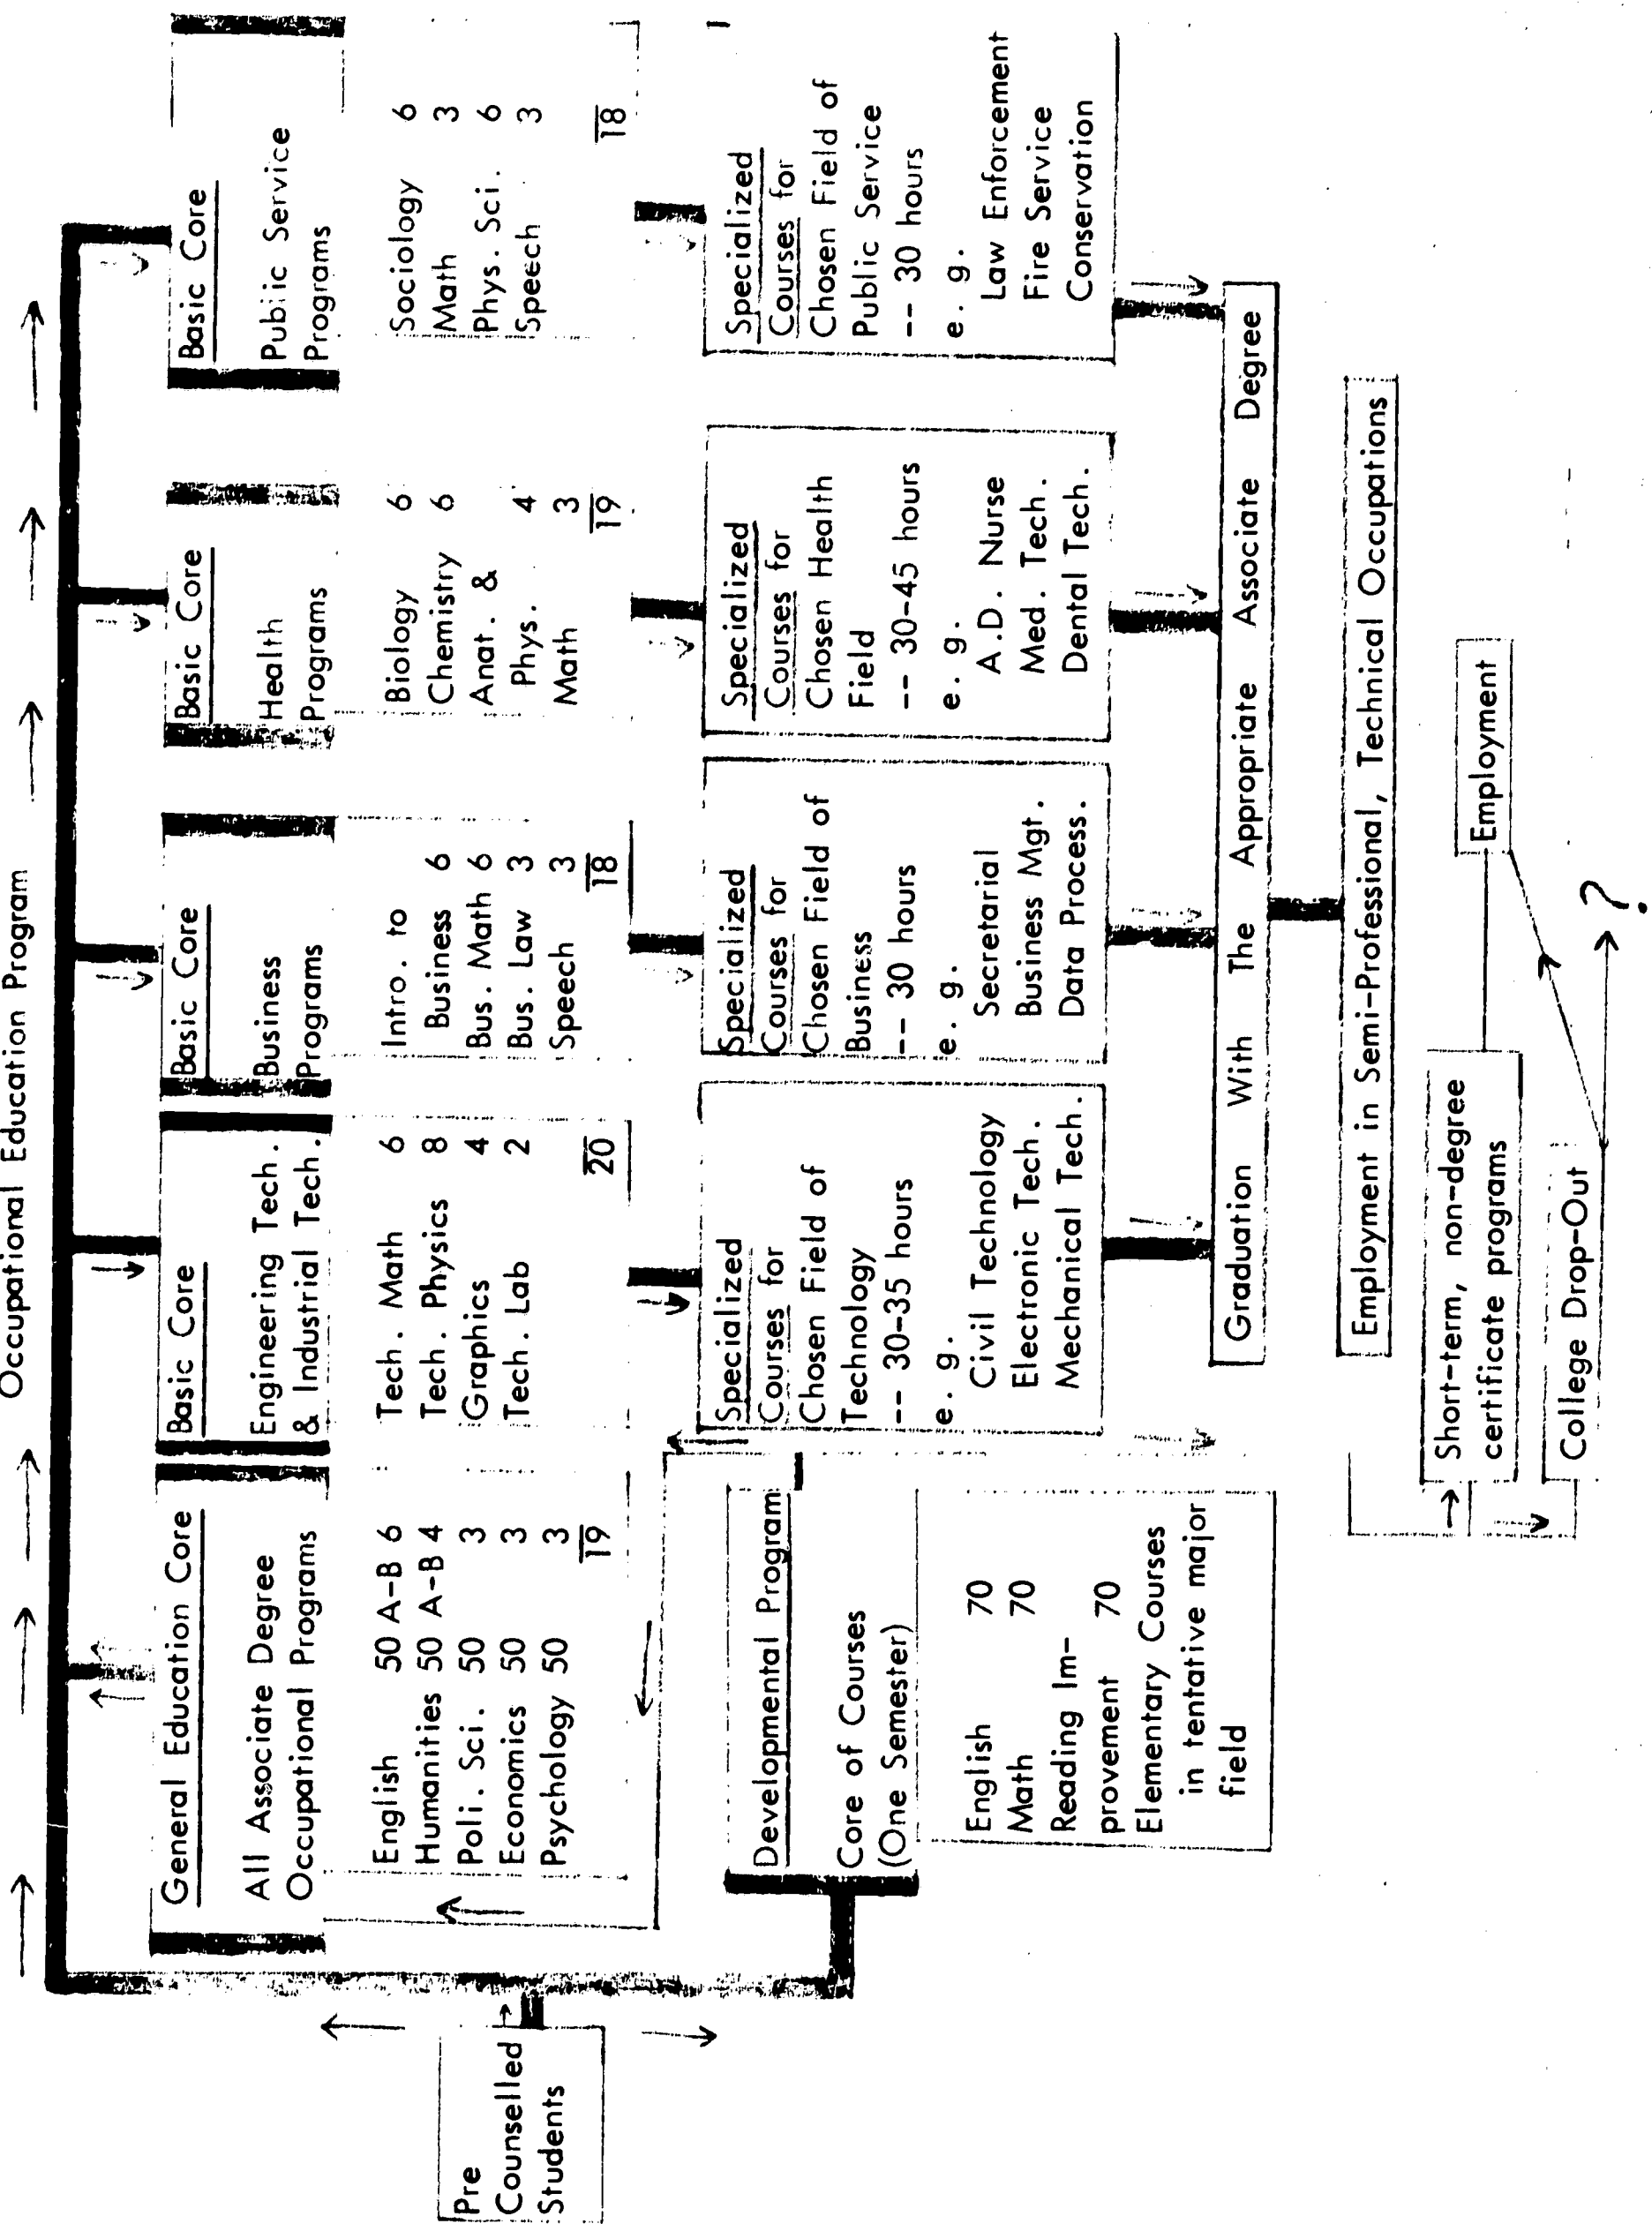 Occupational Education Program
General Education Core
All Associate Degree
Occupational Programs
English 50 A-B 6
Humanities 50 A-B 4
Poli. Sci. 50 3
Economics 50 3
Psychology 50 3
19
Basic Core
Engineering Tech.
& Industrial Tech.
Tech. Math 6
Tech. Physics 8
Graphics 4
Tech. Lab 2
20
Basic Core
Business
Programs
Intro. to
Business 6
Bus. Math 6
Bus. Law 3
Speech 3
18
Basic Core
Health
Programs
Biology 6
Chemistry 6
Anat. &
Phys. 4
Math 3
19
Basic Core
Public Service
Programs
Sociology 6
Math 3
Phys. Sci. 6
Speech 3
18
Pre
Counselled
Students
Developmental Program
Core of Courses
(One Semester)
English 70
Math 70
Reading Im-
provement 70
Elementary Courses
in tentative major
field
Specialized
Courses for
Chosen Field of
Technology
-- 30-35 hours
e. g.
Civil Technology
Electronic Tech.
Mechanical Tech.
Specialized
Courses for
Chosen Field of
Business
-- 30 hours
e. g.
Secretarial
Business Mgt.
Data Process.
Specialized
Courses for
Chosen Health
Field
-- 30-45 hours
e. g.
A.D. Nurse
Med. Tech.
Dental Tech.
Specialized
Courses for
Chosen Field of
Public Service
-- 30 hours
e. g.
Law Enforcement
Fire Service
Conservation
Graduation With The Appropriate Associate Degree
Employment in Semi-Professional, Technical Occupations
Short-term, non-degree
certificate programs
Employment
College Drop-Out
?